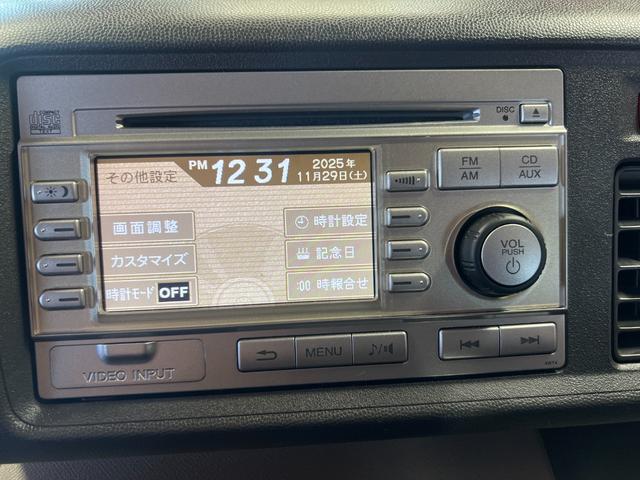 disc
DISC
その他設定
PM 12 31
2025年
11月29日(土)
FM
AM
CD
AUX
画面調整
時計設定
カスタマイズ
記念日
時計モード OFF
:00 時報合せ
VOL
PUSH
VIDEO INPUT
MENU